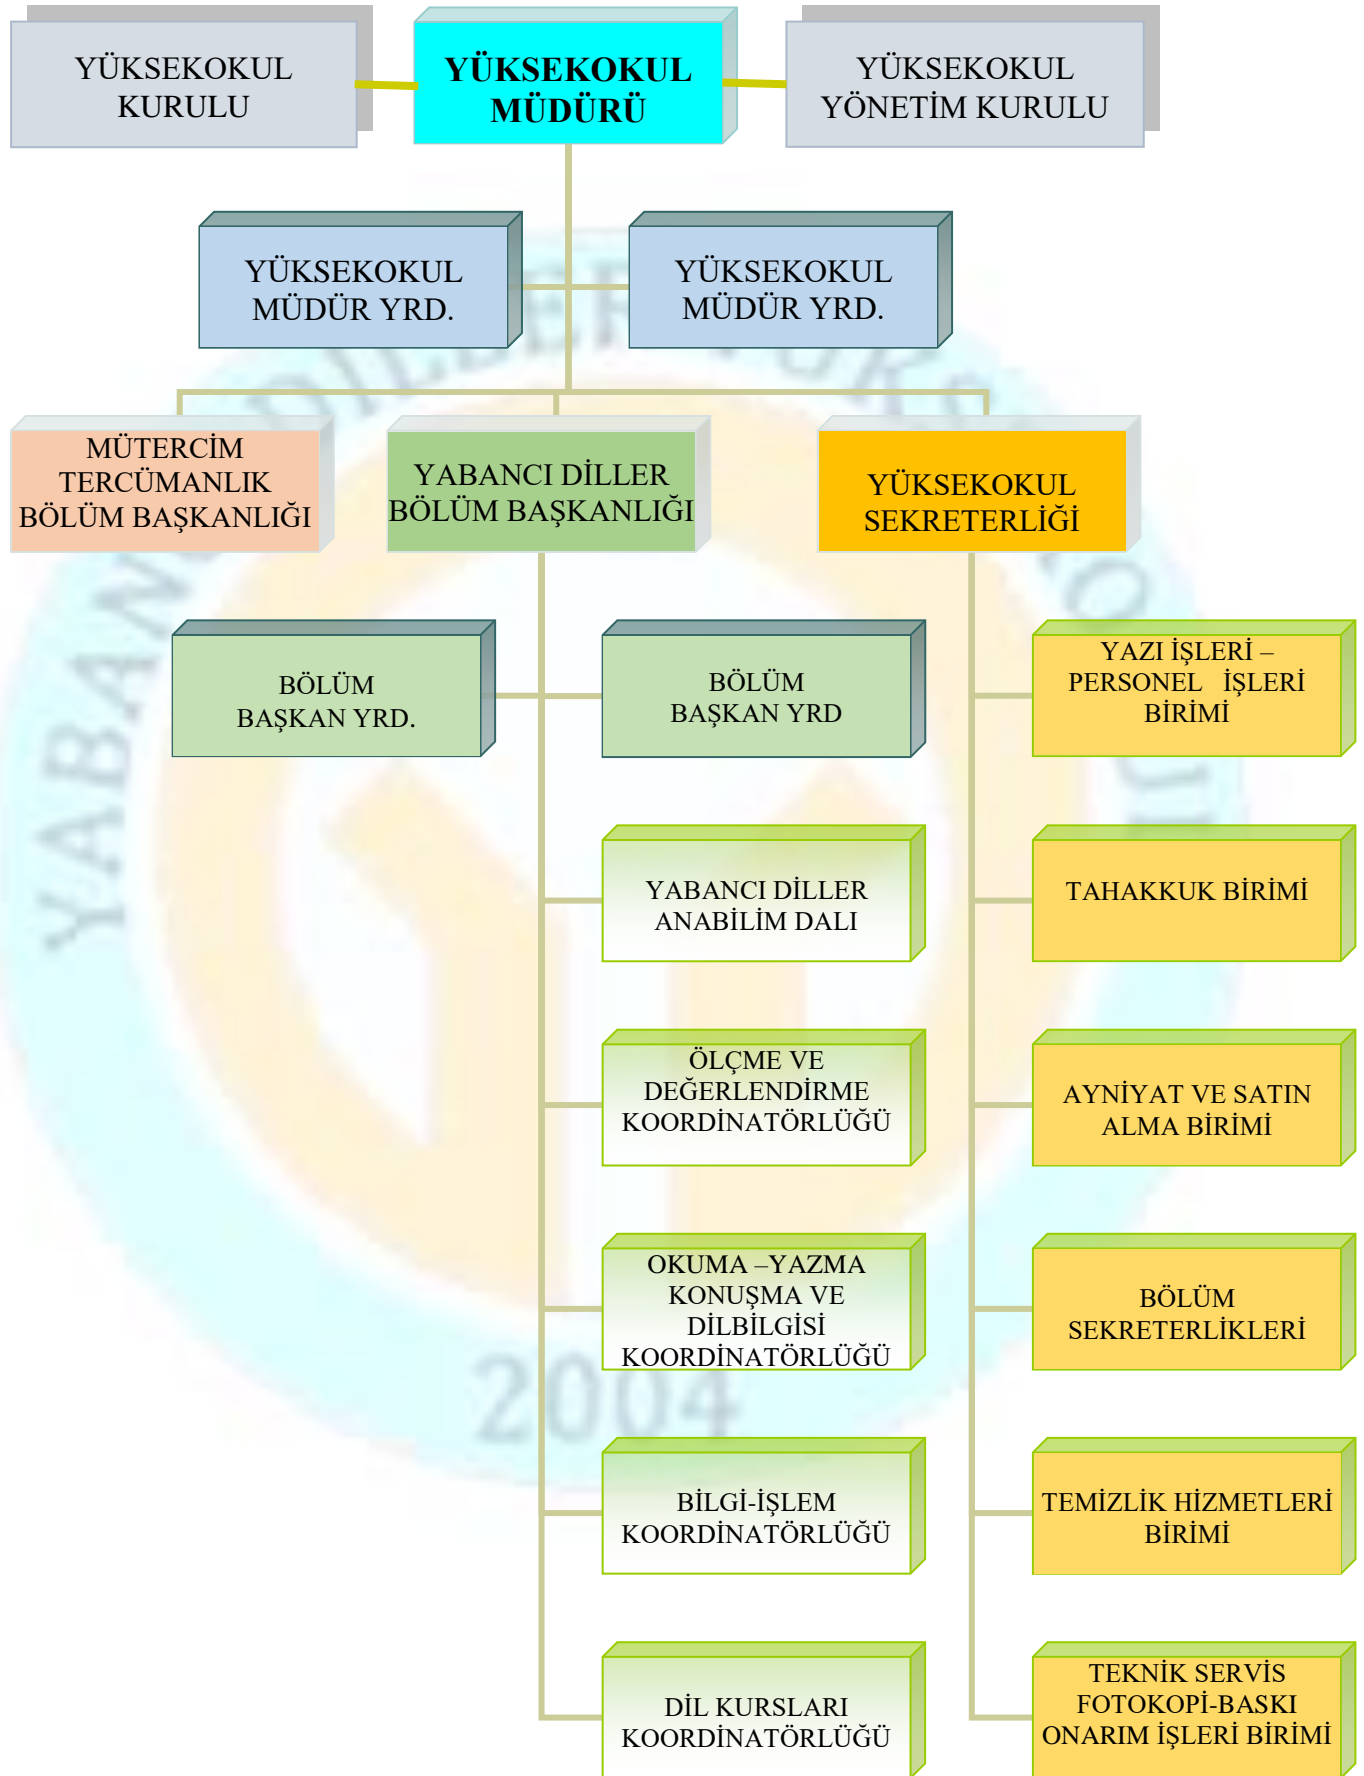 YÜKSEKOKUL
KURULU
YÜKSEKOKUL
MÜDÜRÜ
YÜKSEKOKUL
YÖNETİM KURULU
YÜKSEKOKUL
MÜDÜR YRD.
YÜKSEKOKUL
MÜDÜR YRD.
MÜTERCİM
TERCÜMANLIK
BÖLÜM BAŞKANLIĞI
YABANCI DİLLER
BÖLÜM BAŞKANLIĞI
YÜKSEKOKUL
SEKRETERLİĞİ
BÖLÜM
BAŞKAN YRD.
BÖLÜM
BAŞKAN YRD
YAZI İŞLERİ –
PERSONEL   İŞLERİ
BİRİMİ
YABANCI DİLLER
ANABİLİM DALI
TAHAKKUK BİRİMİ
ÖLÇME VE
DEĞERLENDİRME
KOORDİNATÖRLÜĞÜ
AYNİYAT VE SATIN
ALMA BİRİMİ
OKUMA –YAZMA
KONUŞMA VE
DİLBİLGİSİ
KOORDİNATÖRLÜĞÜ
BÖLÜM
SEKRETERLİKLERİ
BİLGİ-İŞLEM
KOORDİNATÖRLÜĞÜ
TEMİZLİK HİZMETLERİ
BİRİMİ
DİL KURSLARI
KOORDİNATÖRLÜĞÜ
TEKNİK SERVİS
FOTOKOPİ-BASKI
ONARIM İŞLERİ BİRİMİ
2004